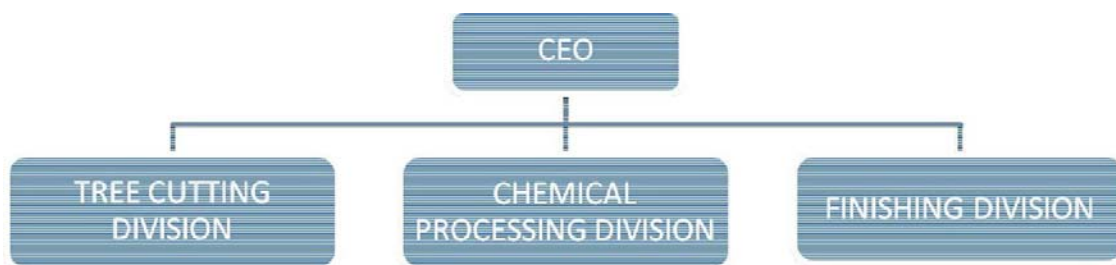 CEO
TREE CUTTING
DIVISION
CHEMICAL
PROCESSING DIVISION
FINISHING DIVISION